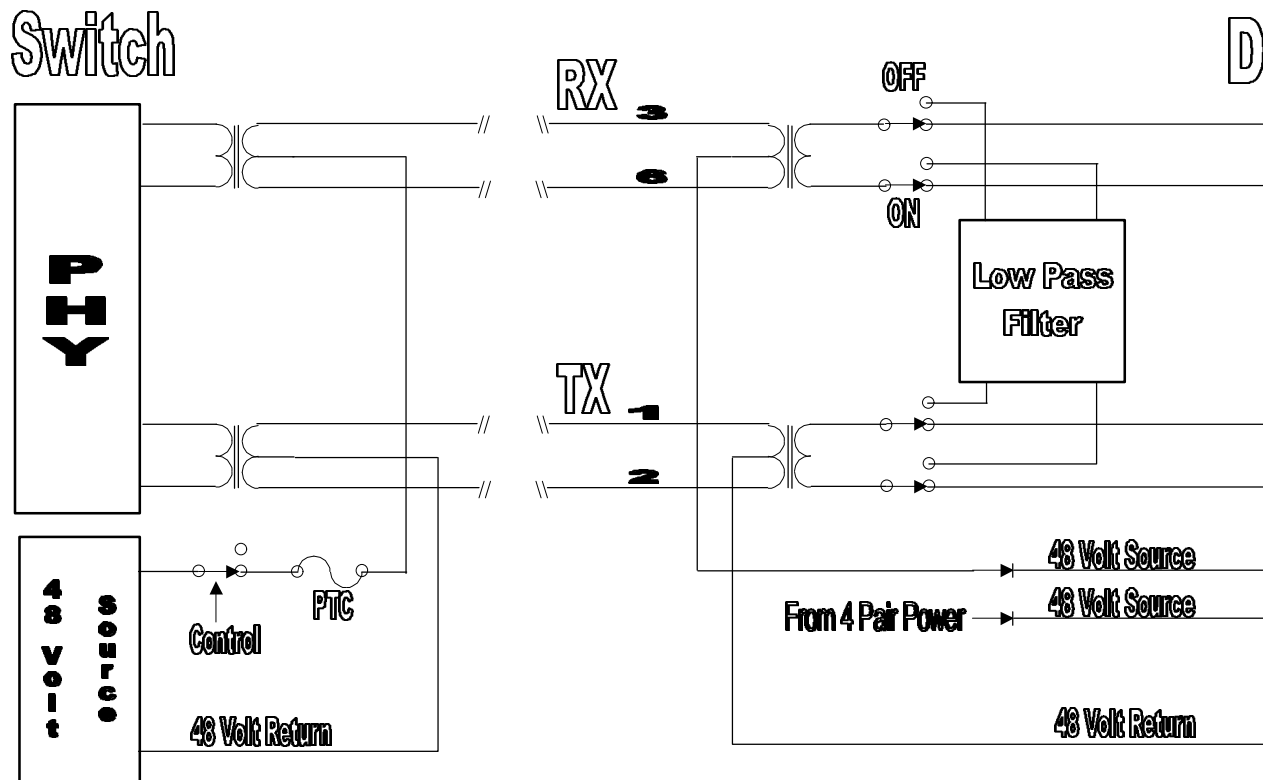 Switch
D
RX
3
6
OFF
ON
PHY
Low Pass
Filter
TX
1
2
48 Volt Source
PTC
Control
48 Volt Return
48 Volt Source
From 4 Pair Power
48 Volt Source
48 Volt Return